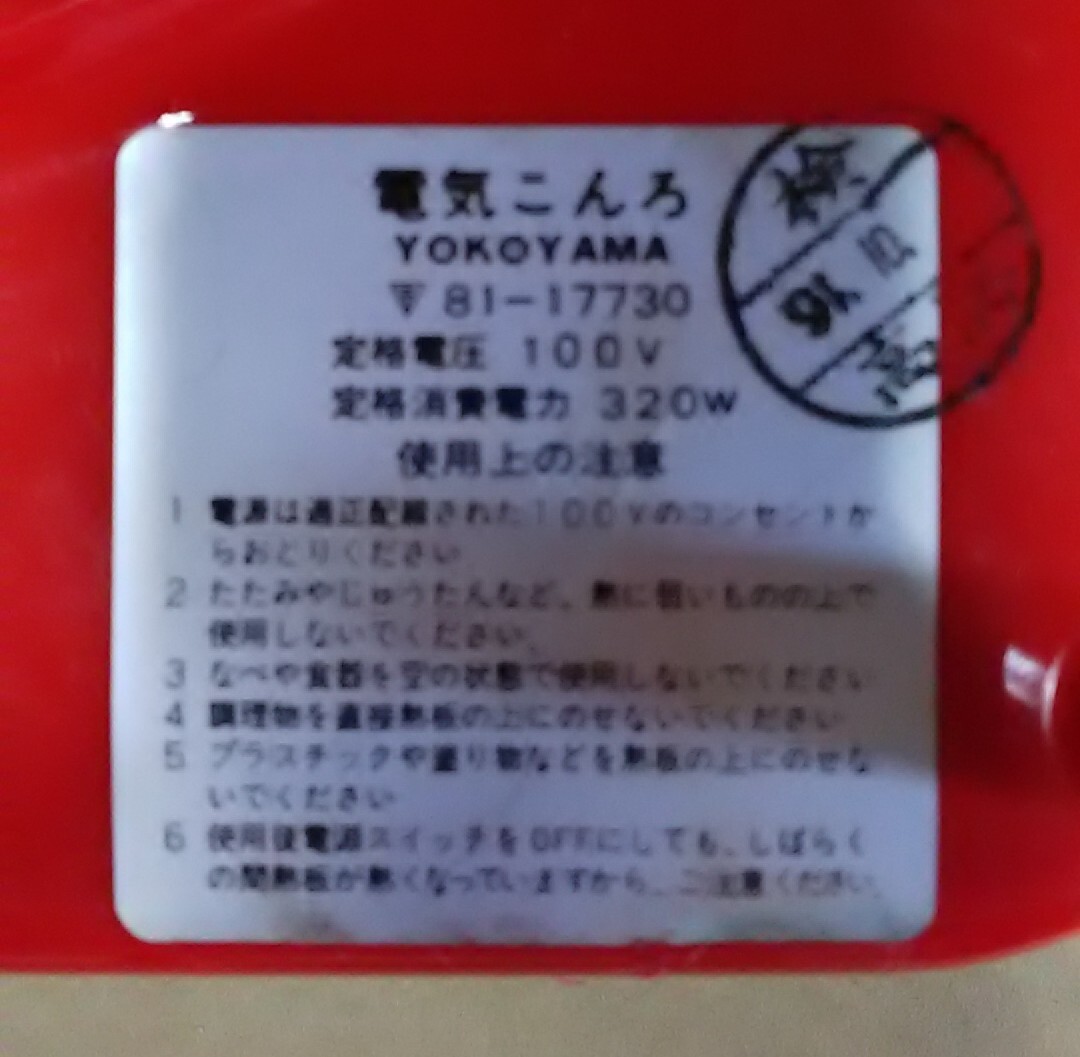 電気こんろ
YOKOYAMA
〒81-17730
定格電圧 100V
定格消費電力 320W
使用上の注意
1 電源は適正配線された100Vのコンセントか
らおとりください
2 たたみやじゅうたんなど、熱に弱いものの上で
使用しないでください。
3 なべや食器を空の状態で使用しないでください
4 調理物を直接熱板の上にのせないでください
5 プラスチックや塗り物などを熱板の上にのせな
いでください
6 使用後電源スイッチをOFFにしても、しばらく
の間熱板が熱くなっていますから、ご注意ください。
検